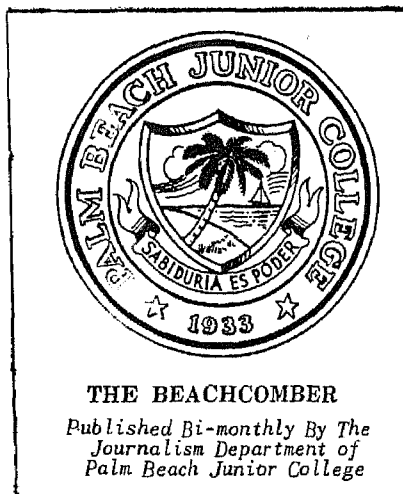 PALM BEACH JUNIOR COLLEGE
SABIDURIA ES PODER
1933
THE BEACHCOMBER
Published Bi-monthly By The
Journalism Department of
Palm Beach Junior College